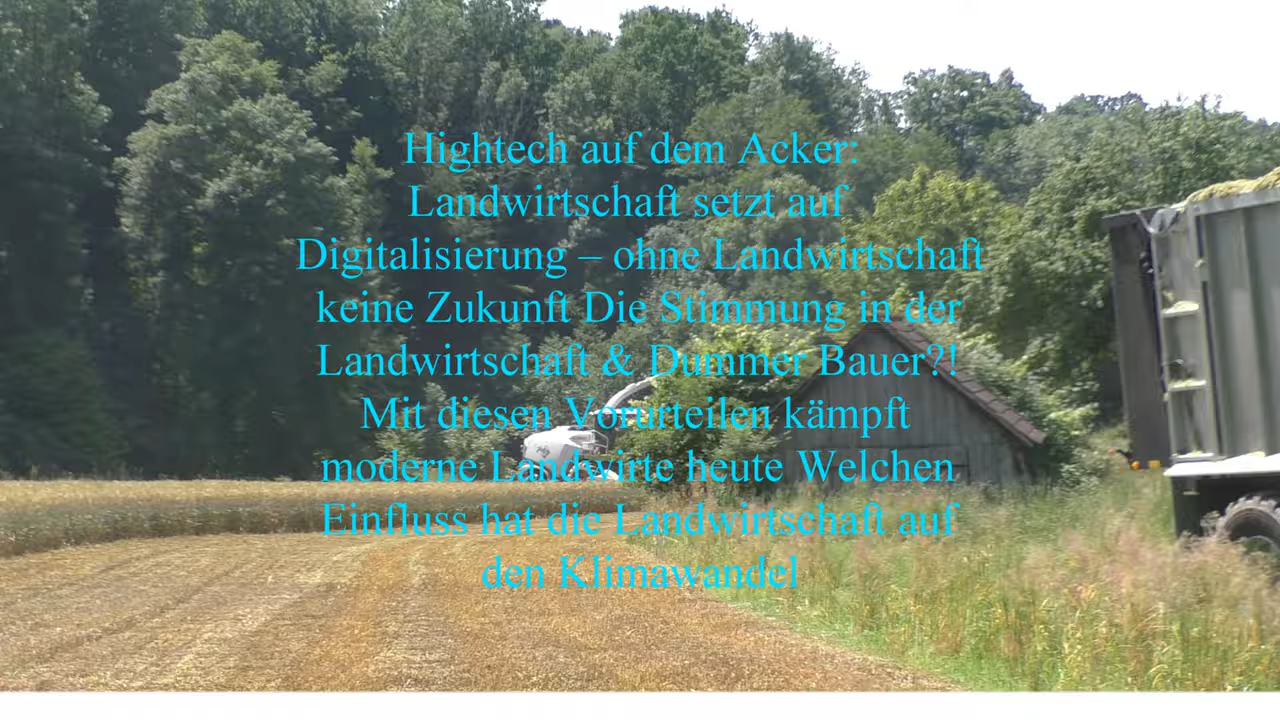 Hightech auf dem Acker:
Landwirtschaft setzt auf
Digitalisierung – ohne Landwirtschaft
keine Zukunft Die Stimmung in der
Landwirtschaft & Dummer Bauer?!
Mit diesen Vorurteilen kämpft
moderne Landwirte heute Welchen
Einfluss hat die Landwirtschaft auf
den Klimawandel